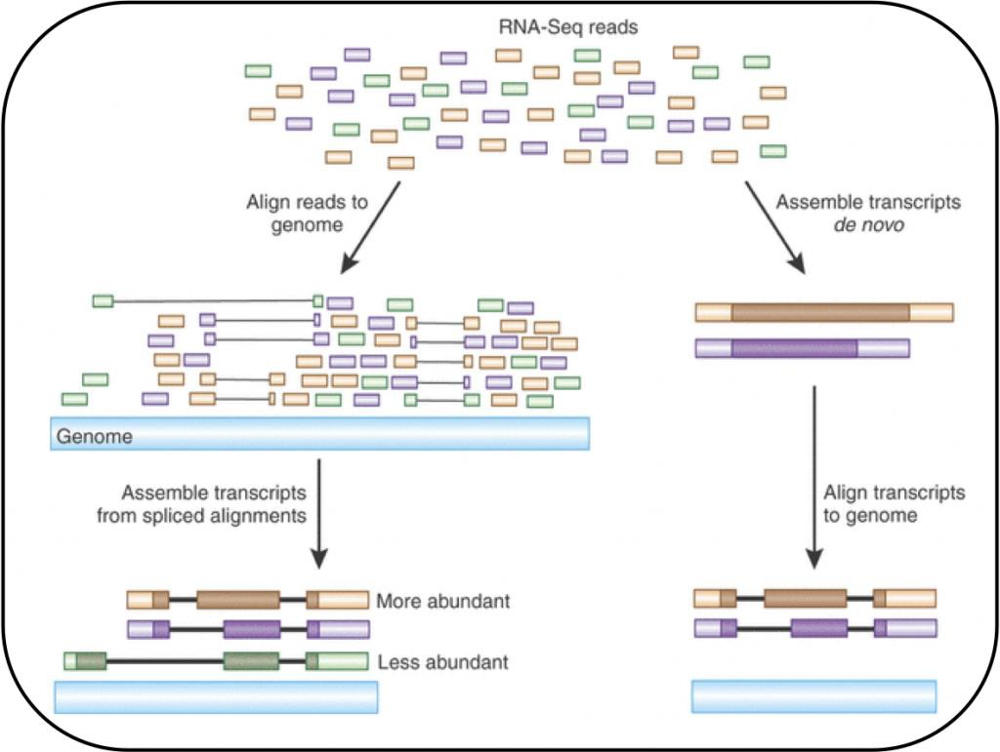 RNA-Seq reads
Align reads to
genome
Assemble transcripts
de novo
Genome
Assemble transcripts
from spliced alignments
Align transcripts
to genome
More abundant
Less abundant